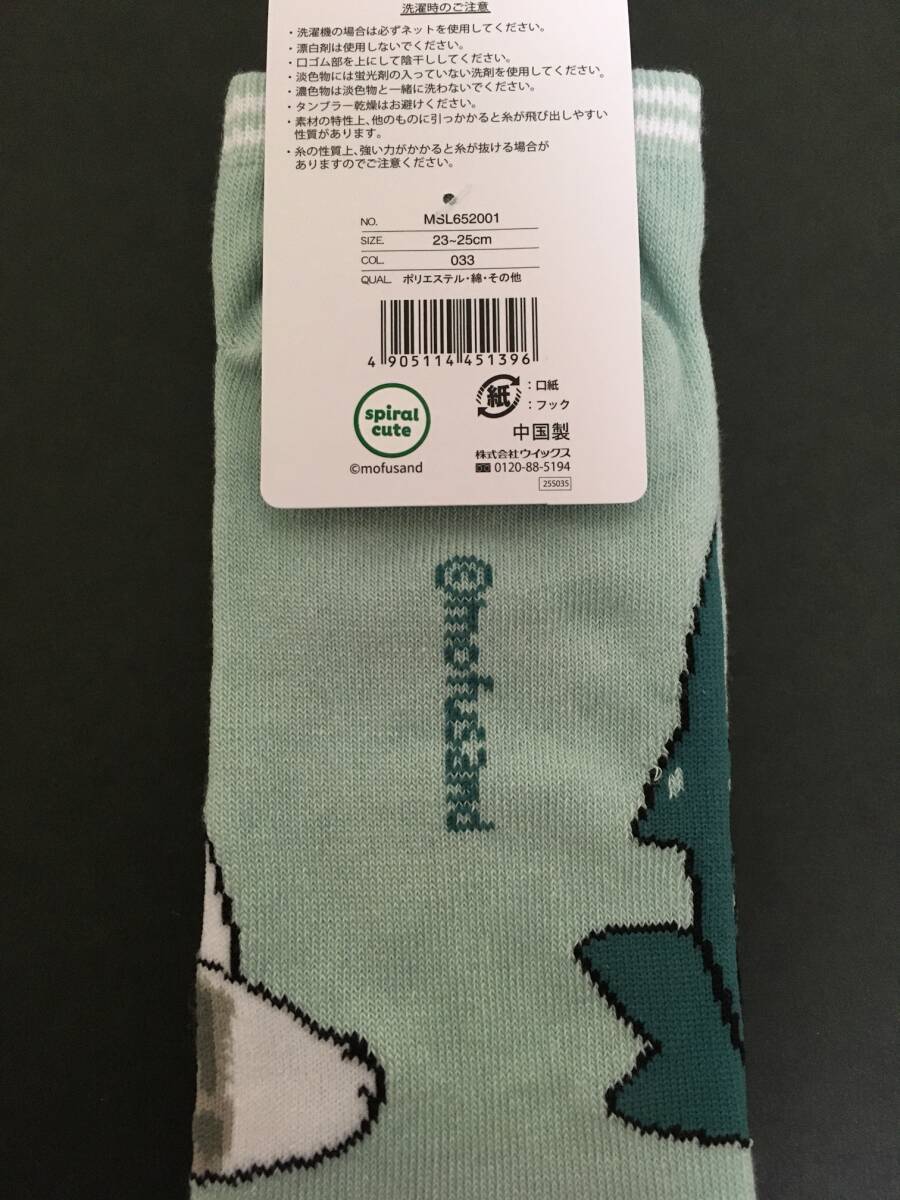 洗濯時のご注意
・洗濯機の場合は必ずネットを使用してください。
・漂白剤は使用しないでください。
・口ゴム部を上にして陰干ししてください。
・淡色物には蛍光剤の入っていない洗剤を使用してください。
・濃色物は淡色物と一緒に洗わないでください。
・タンブラー乾燥はお避けください。
・素材の特性上、他のものに引っかかると糸が飛び出しやすい
性質があります。
・糸の性質上、強い力がかかると糸が抜ける場合が
ありますのでご注意ください。
NO. MSL652001
SIZE. 23~25cm
COL. 033
QUAL. ポリエステル・綿・その他
4 905114 451396
spiral
cute
©mofusand
紙 :口紙
:フック
中国製
株式会社ウイックス
0120-88-5194
255035
©mofusand